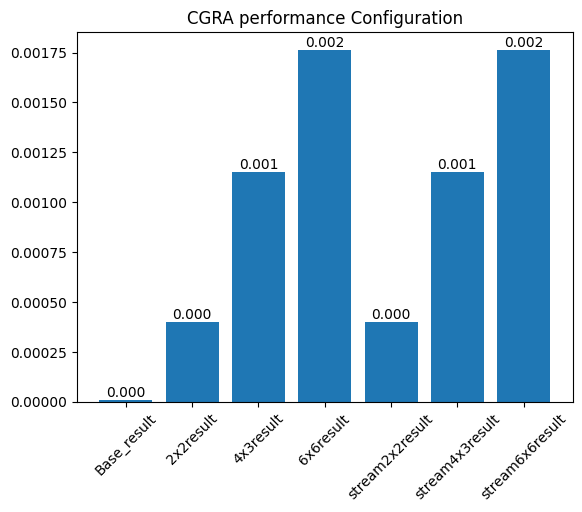 CGRA performance Configuration
0.00175
0.00150
0.00125
0.00100
0.00075
0.00050
0.00025
0.00000
0.000
0.000
0.001
0.002
0.000
0.001
0.002
Base_result
2x2result
4x3result
6x6result
stream2x2result
stream4x3result
stream6x6result